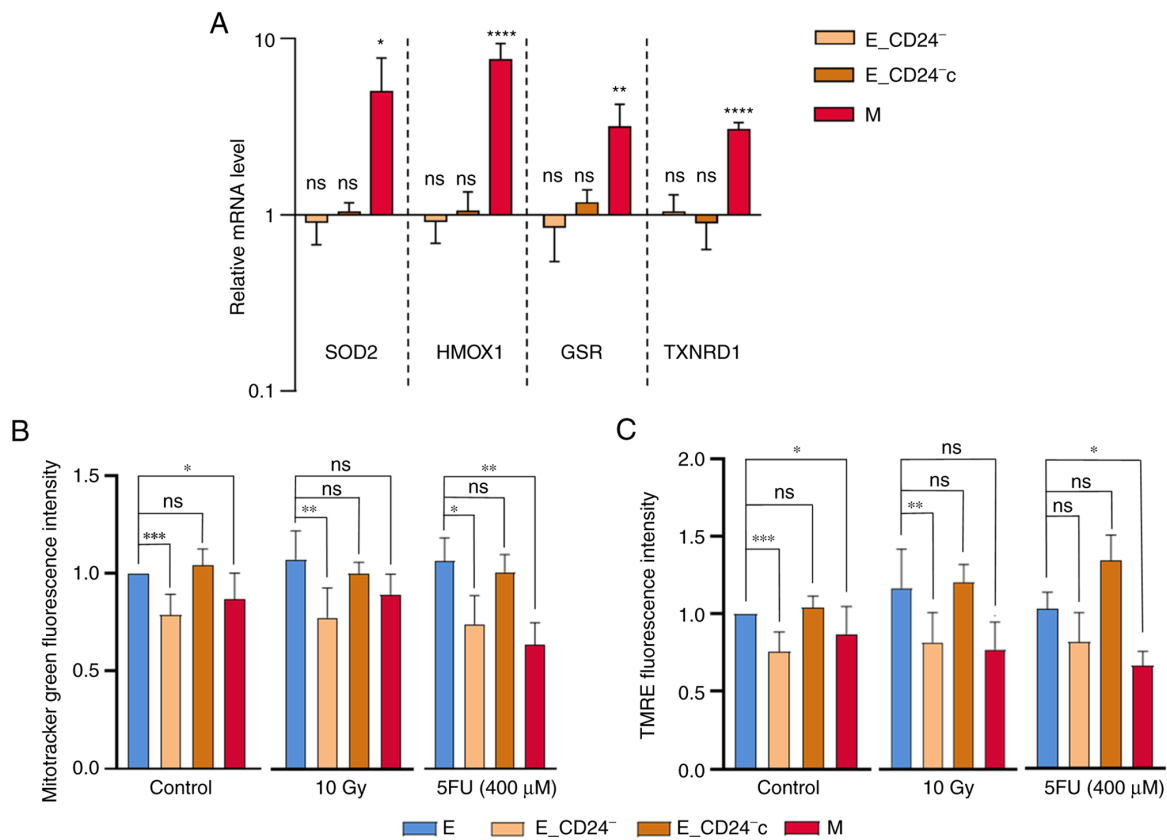 A
10
1
0.1
Relative mRNA level
ns ns *
ns ns ****
ns ns **
ns ns ****
SOD2 HMOX1 GSR TXNRD1
E_CD24⁻
E_CD24⁻c
M
B
Mitotracker green fluorescence intensity
1.5
1.0
0.5
0.0
*
ns
***
ns
ns
**
**
ns
*
Control 10 Gy 5FU (400 μM)
C
TMRE fluorescence intensity
2.0
1.5
1.0
0.5
0.0
*
ns
***
ns
ns
**
*
ns
ns
Control 10 Gy 5FU (400 μM)
E E_CD24⁻ E_CD24⁻c M